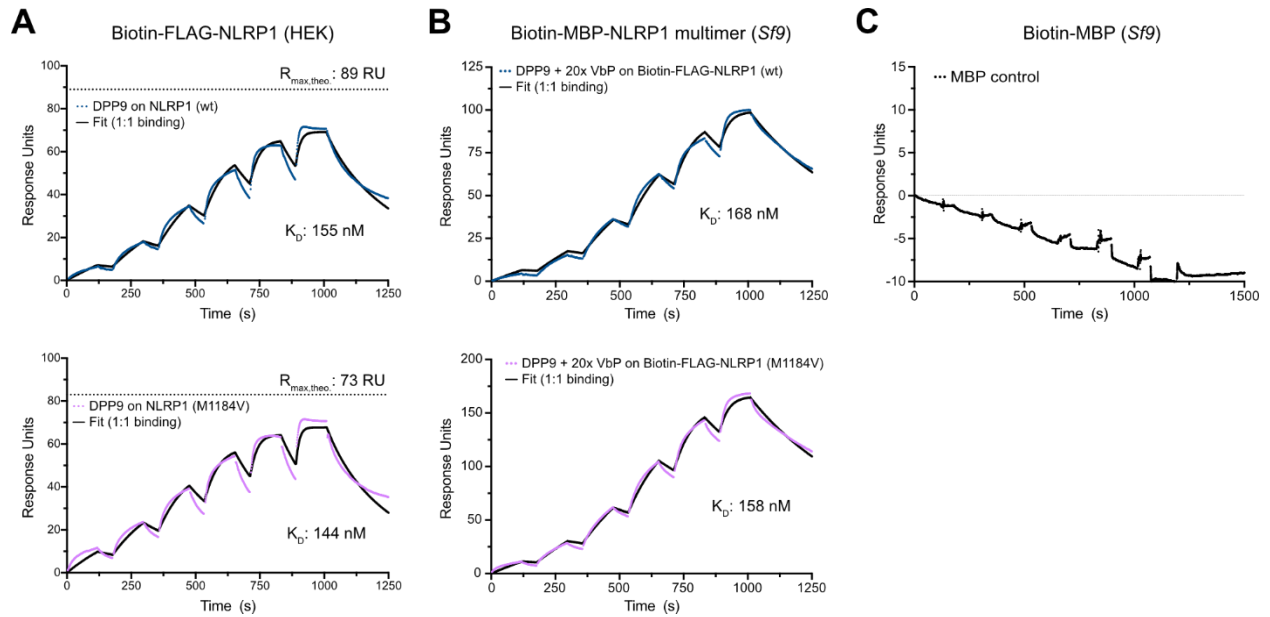 A
Biotin-FLAG-NLRP1 (HEK)
100
80
60
40
20
0
Response Units
R max,theo.: 89 RU
DPP9 on NLRP1 (wt)
Fit (1:1 binding)
KD: 155 nM
0 250 500 750 1000 1250
Time (s)
100
80
60
40
20
0
Response Units
R max,theo.: 73 RU
DPP9 on NLRP1 (M1184V)
Fit (1:1 binding)
KD: 144 nM
0 250 500 750 1000 1250
Time (s)
B
Biotin-MBP-NLRP1 multimer (Sf9)
125
100
75
50
25
0
Response Units
DPP9 + 20x VbP on Biotin-FLAG-NLRP1 (wt)
Fit (1:1 binding)
KD: 168 nM
0 250 500 750 1000 1250
Time (s)
200
150
100
50
0
Response Units
DPP9 + 20x VbP on Biotin-FLAG-NLRP1 (M1184V)
Fit (1:1 binding)
KD: 158 nM
0 250 500 750 1000 1250
Time (s)
C
Biotin-MBP (Sf9)
15
10
5
0
-5
-10
Response Units
MBP control
0 500 1000 1500
Time (s)